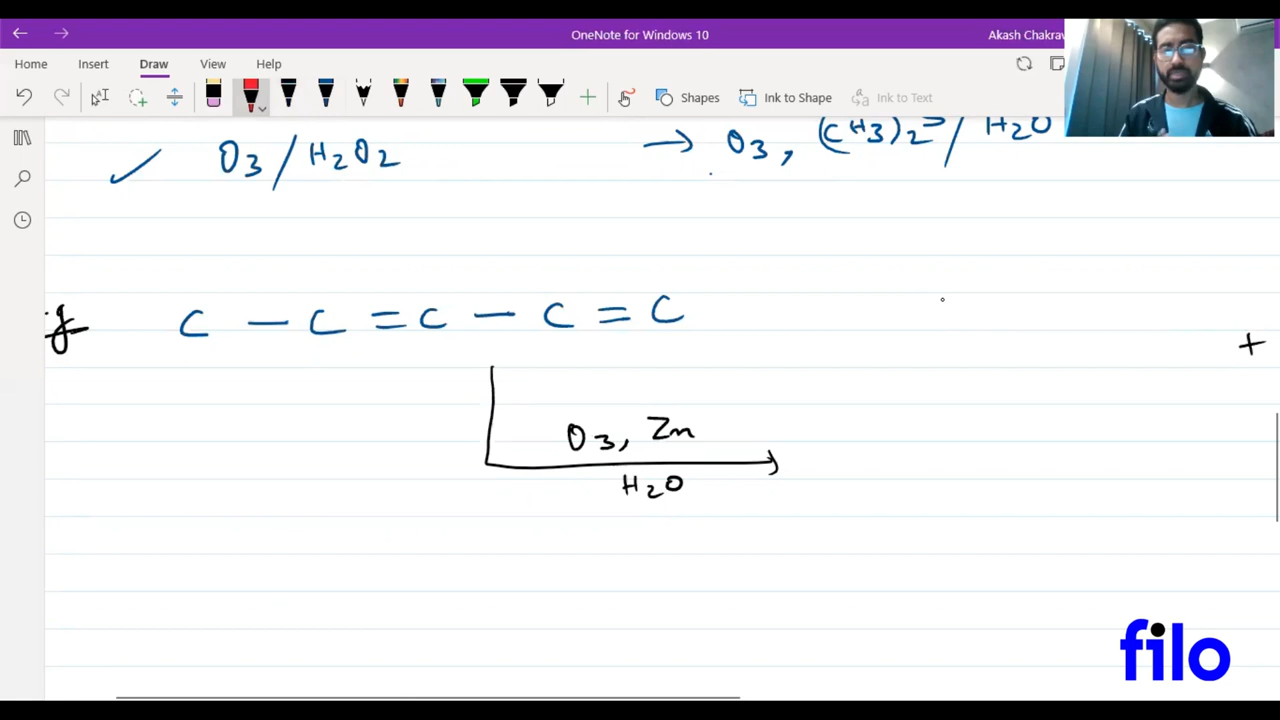 OneNote for Windows 10
Akash Chakrav
Home Insert Draw View Help
Shapes Ink to Shape Ink to Text
O3 / H2O2 → O3, (CH3)2S / H2O
C - C = C - C = C
+
O3, Zn
H2O
filo